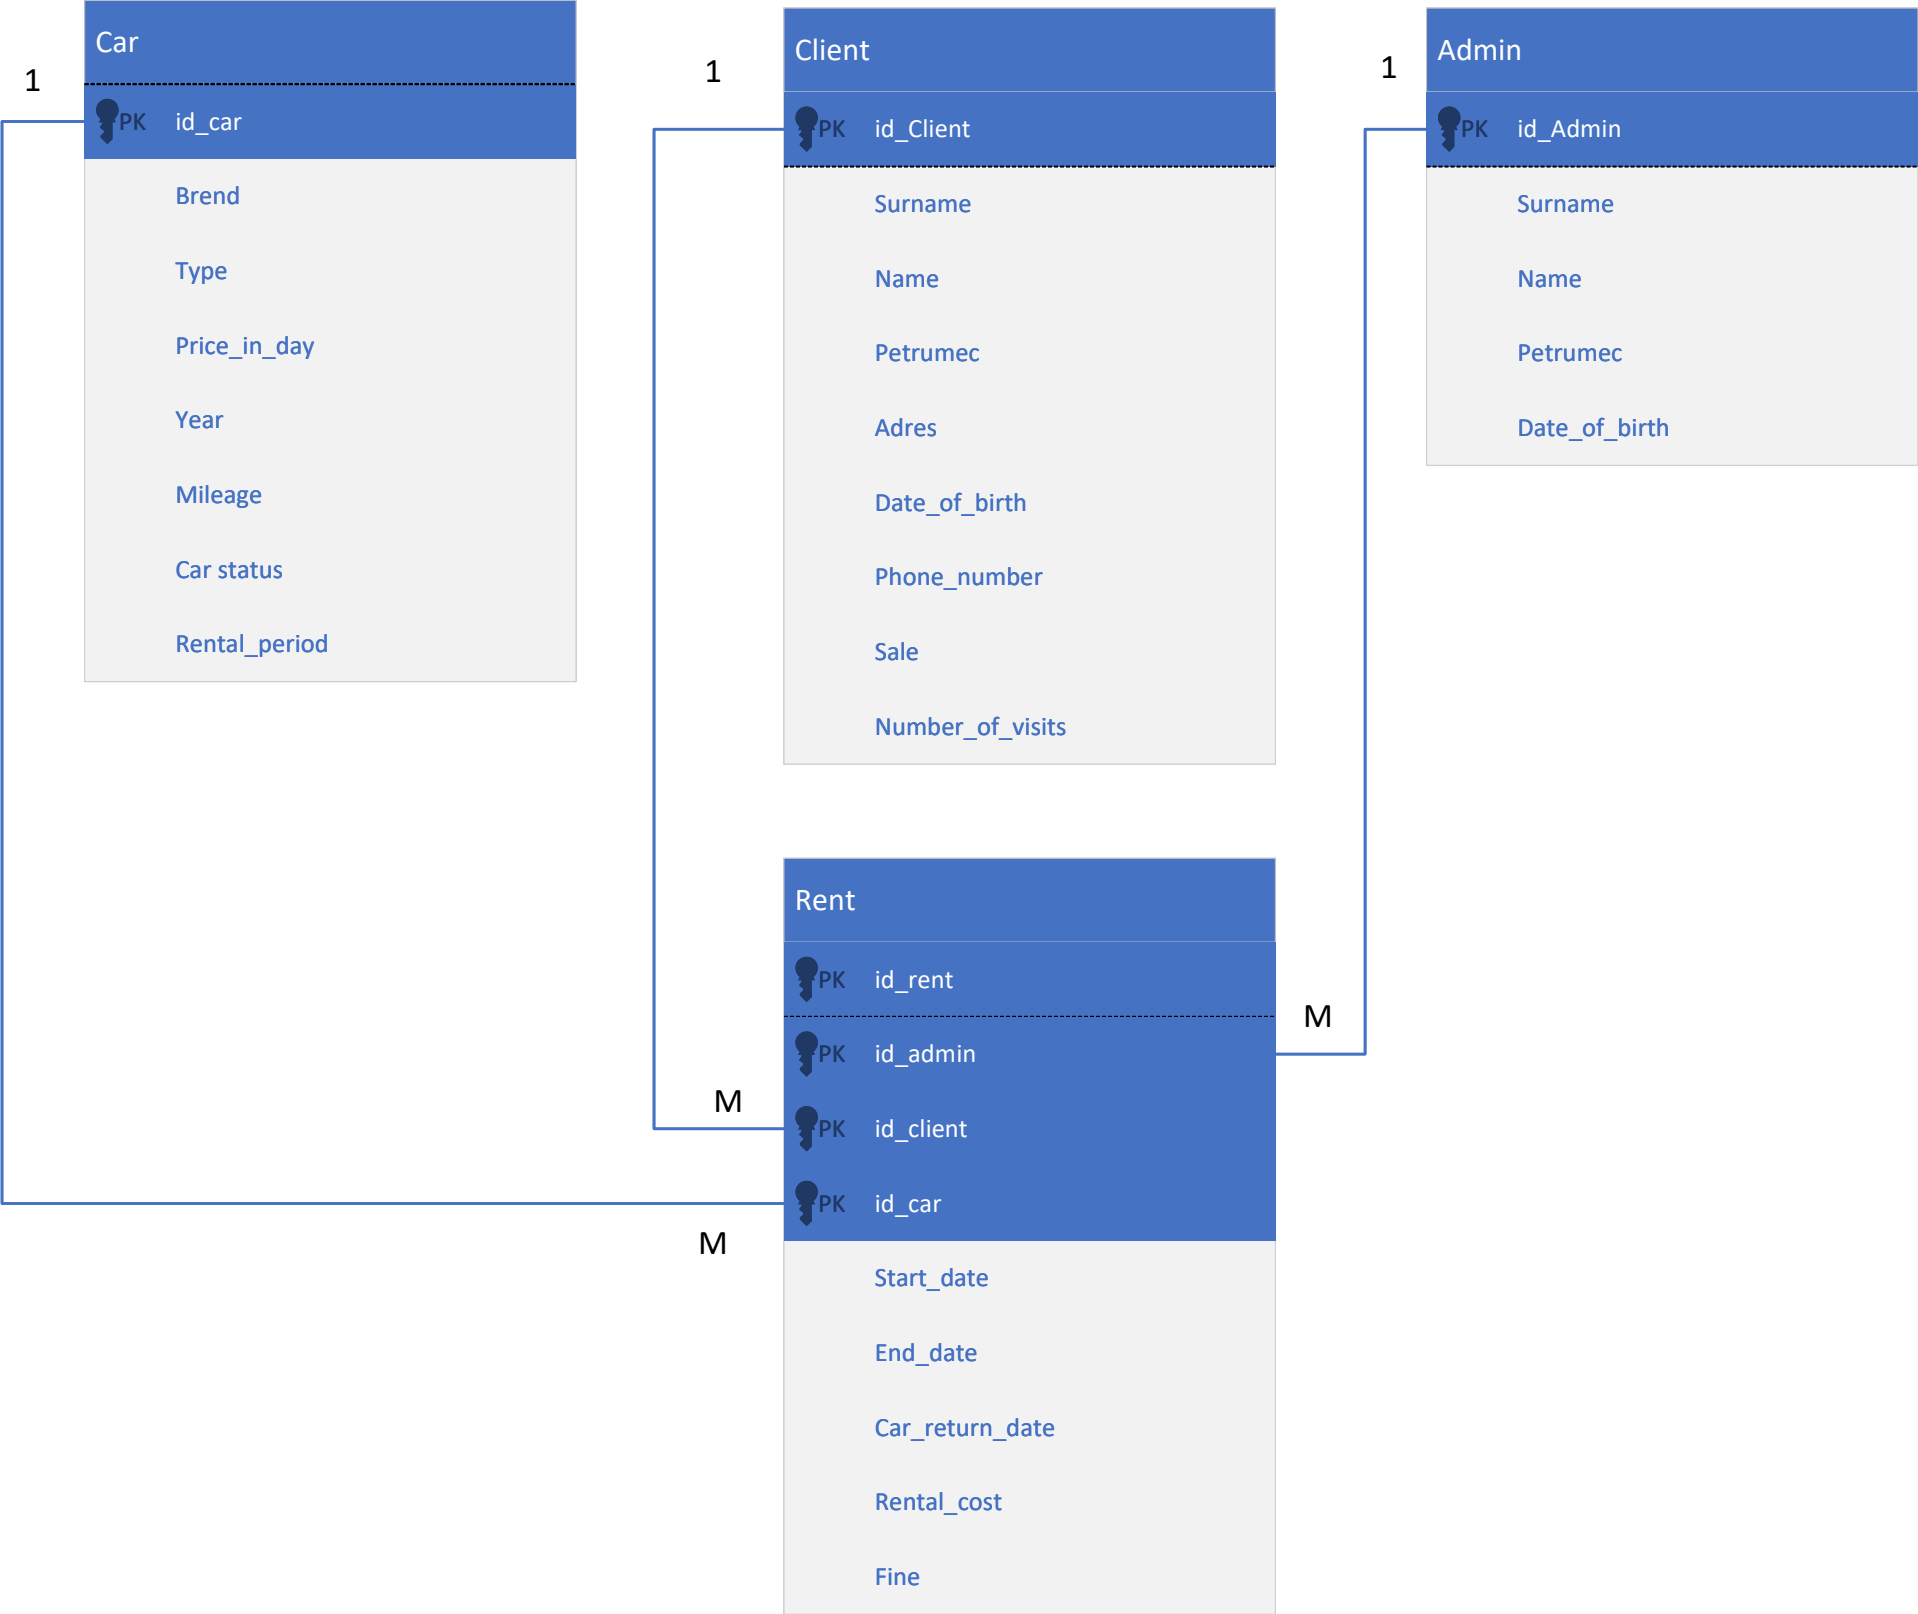 1
Car
PK id_car
Brend
Type
Price_in_day
Year
Mileage
Car status
Rental_period
1
Client
PK id_Client
Surname
Name
Petrumec
Adres
Date_of_birth
Phone_number
Sale
Number_of_visits
1
Admin
PK id_Admin
Surname
Name
Petrumec
Date_of_birth
Rent
PK id_rent
PK id_admin
M
PK id_client
M
PK id_car
M
Start_date
End_date
Car_return_date
Rental_cost
Fine